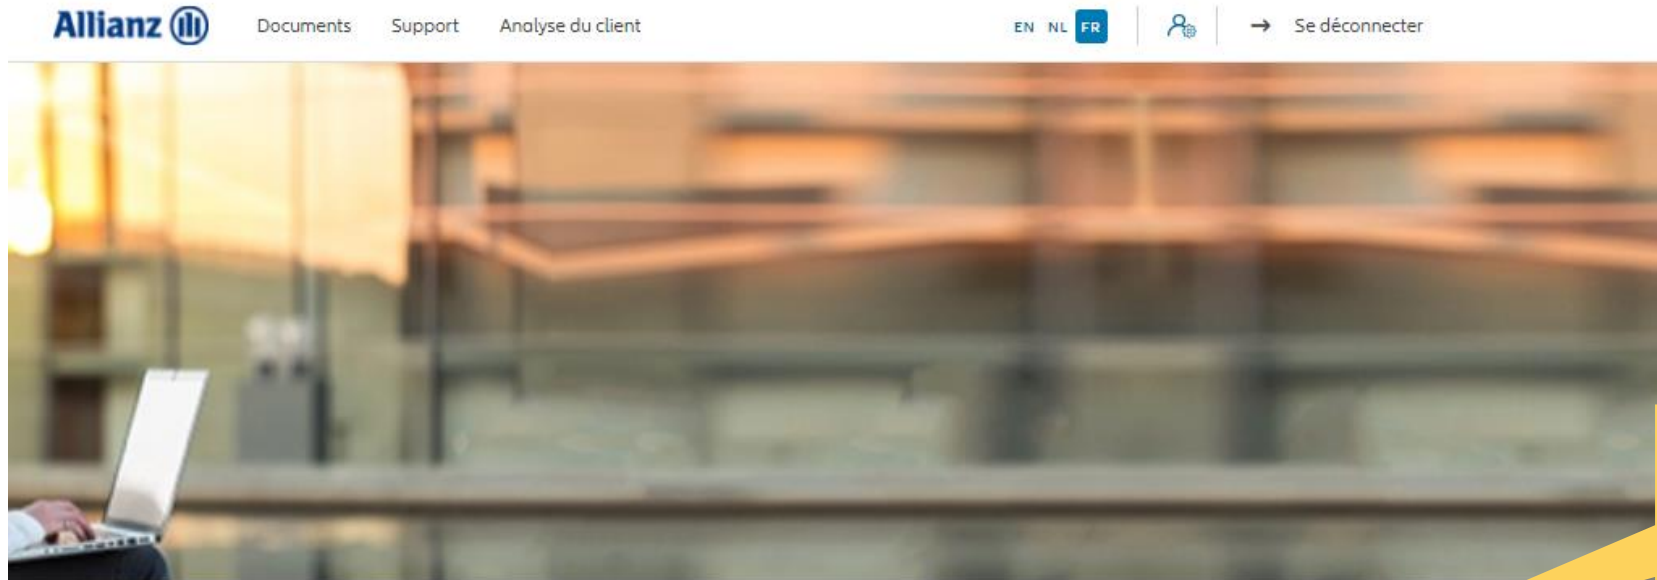 Allianz Documents Support Analyse du client EN NL FR → Se déconnecter